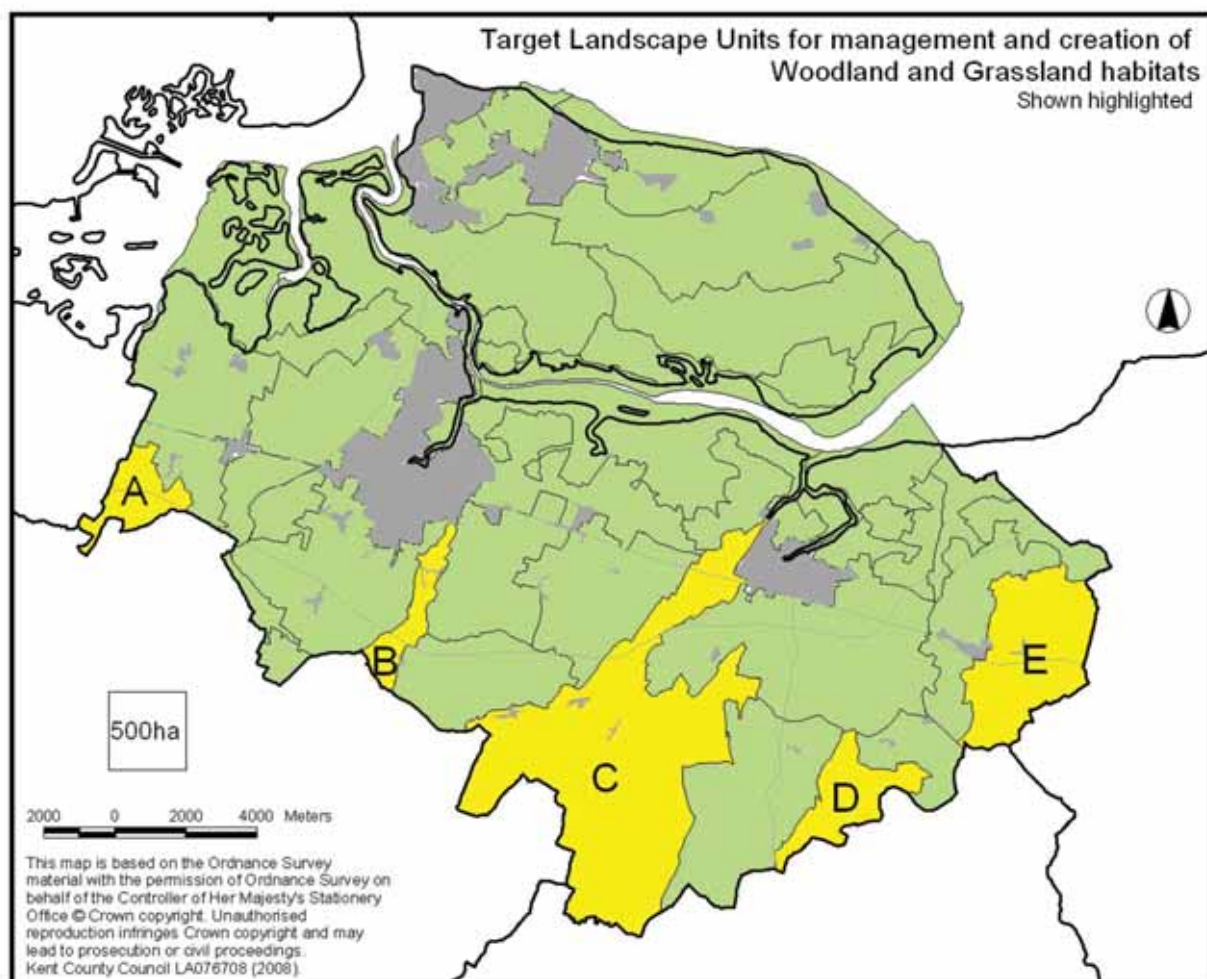 Target Landscape Units for management and creation of
Woodland and Grassland habitats
Shown highlighted
A
B
C
D
E
500ha
2000 0 2000 4000 Meters
This map is based on the Ordnance Survey
material with the permission of Ordnance Survey on
behalf of the Controller of Her Majesty's Stationery
Office © Crown copyright. Unauthorised
reproduction infringes Crown copyright and may
lead to prosecution or civil proceedings.
Kent County Council LA076708 (2008).